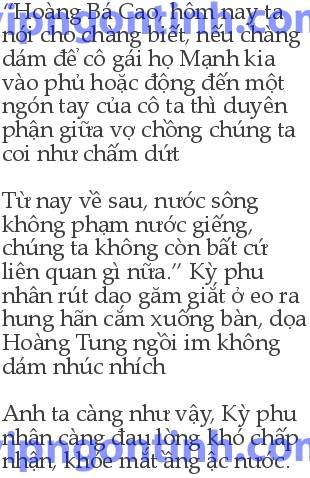 “Hoàng Bá Cao, hôm nay ta
nói cho chàng biết, nếu chàng
dám để cô gái họ Mạnh kia
vào phủ hoặc động đến một
ngón tay của cô ta thì duyên
phận giữa vợ chồng chúng ta
coi như chấm dứt
Từ nay về sau, nước sông
không phạm nước giếng,
chúng ta không còn bất cứ
liên quan gì nữa.” Kỳ phu
nhân rút dao găm giắt ở eo ra
hung hãn cắm xuống bàn, dọa
Hoàng Tung ngồi im không
dám nhúc nhích
Anh ta càng như vậy, Kỳ phu
nhân càng đau lòng khó chấp
nhận, khóe mắt ầng ậc nước.
vipngontinh.com
vipngontinh.com